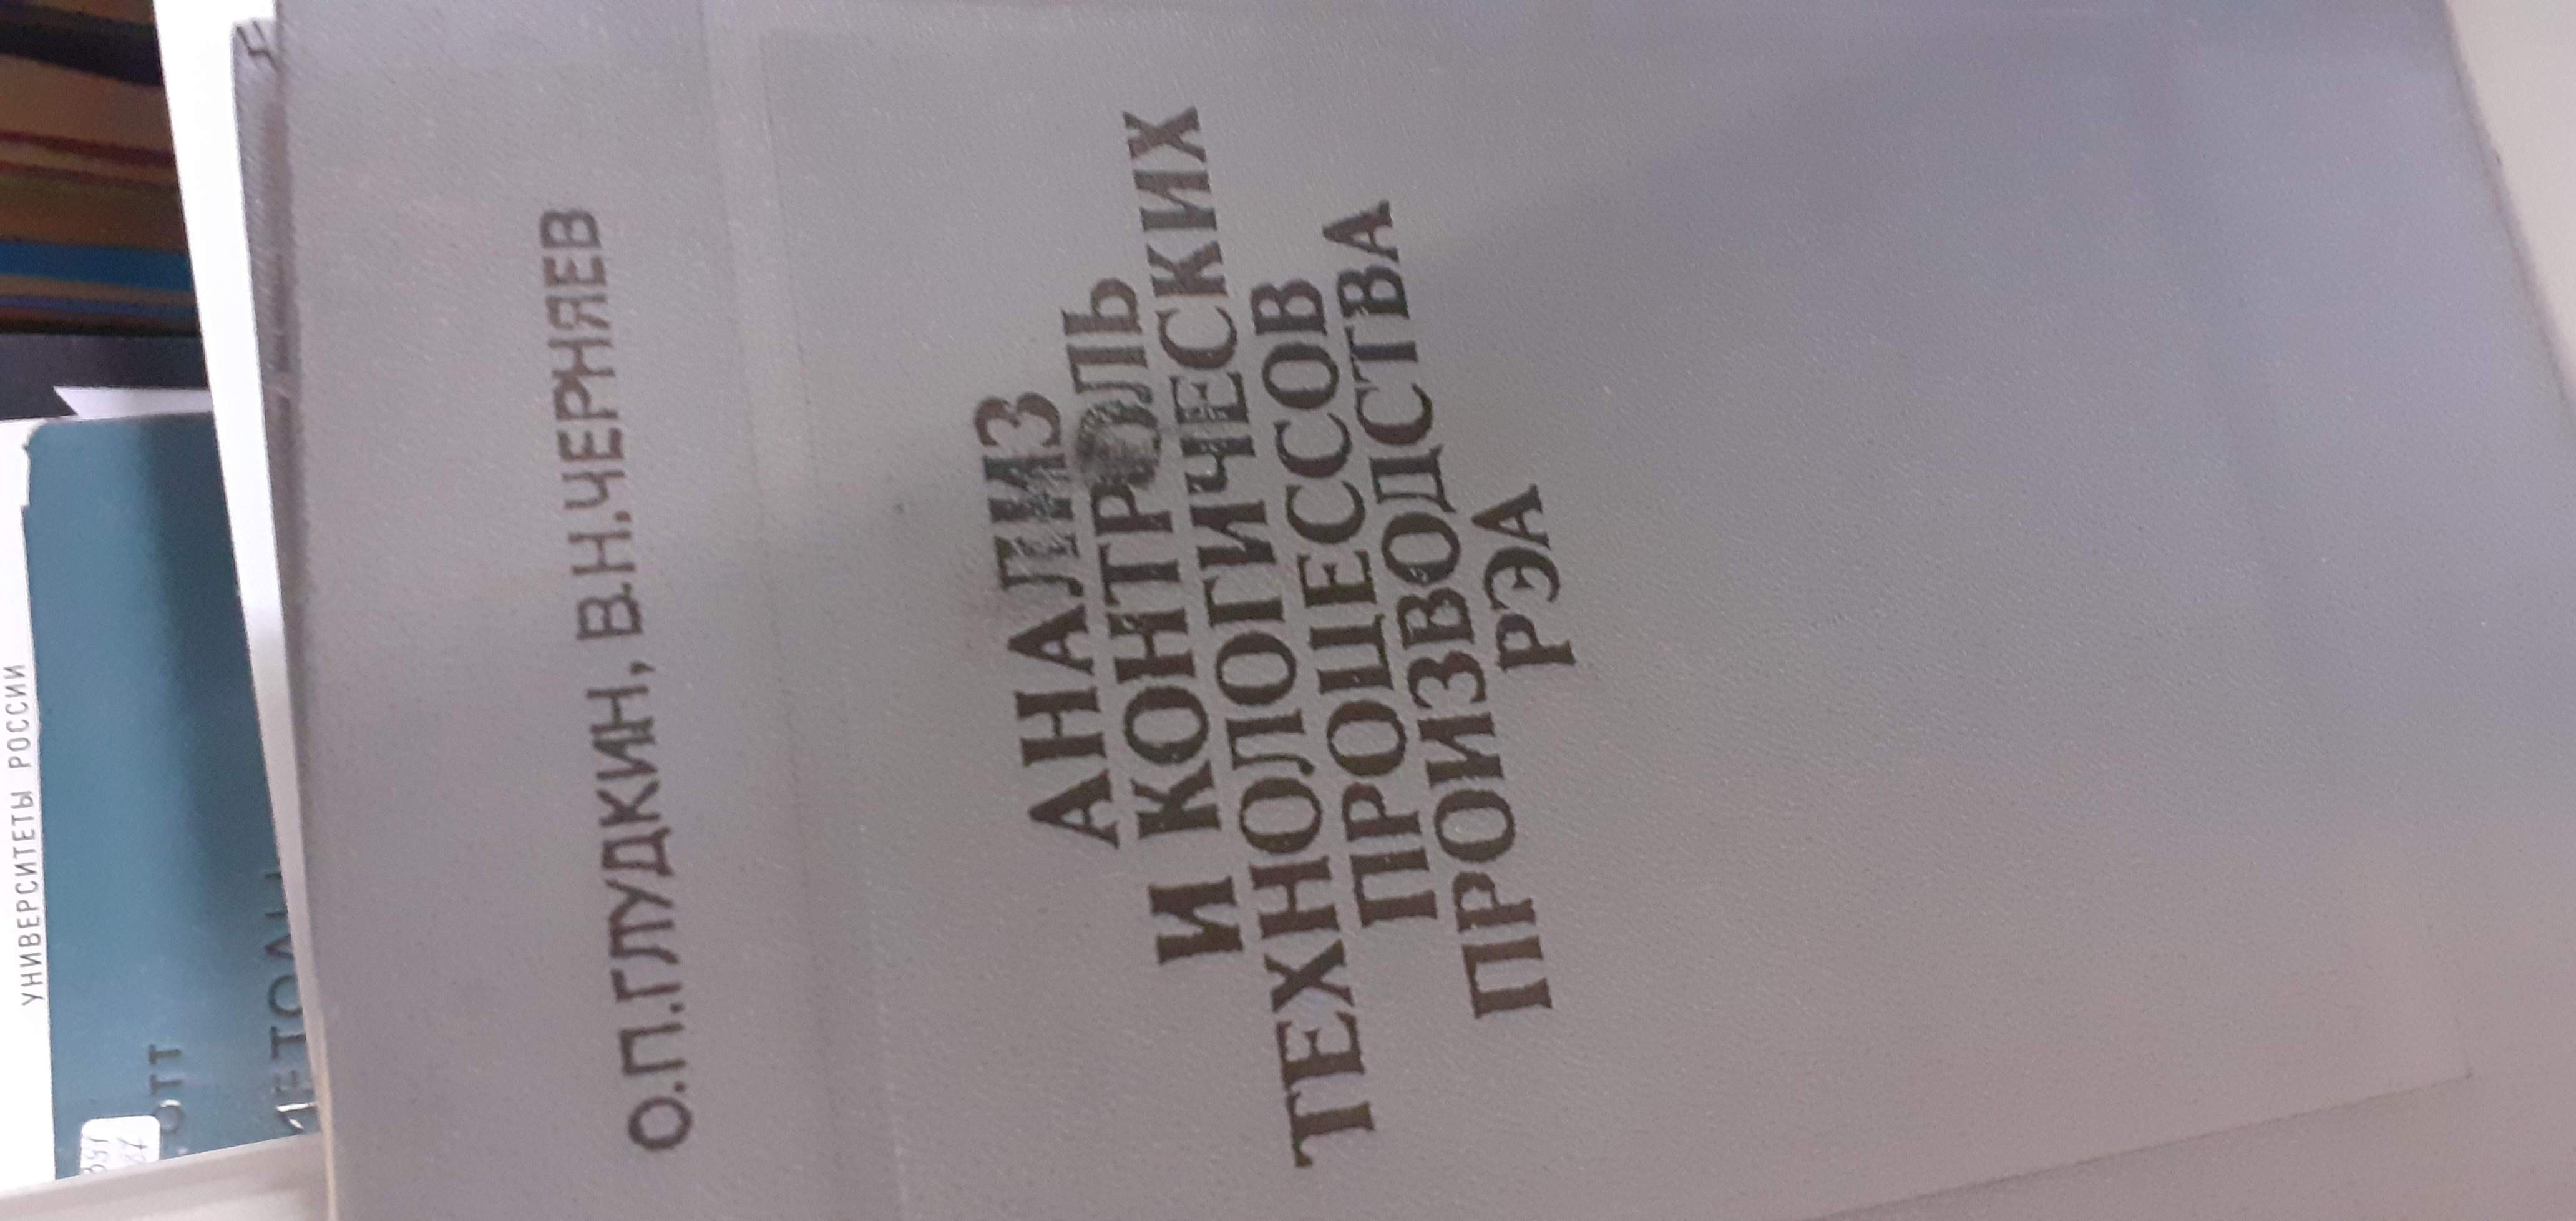 О.П.ГЛУДКИН, В.Н.ЧЕРНЯЕВ
АНАЛИЗ
И КОНТРОЛЬ
ТЕХНОЛОГИЧЕСКИХ
ПРОЦЕССОВ
ПРОИЗВОДСТВА
РЭА
УНИВЕРСИТЕТЫ РОССИИ